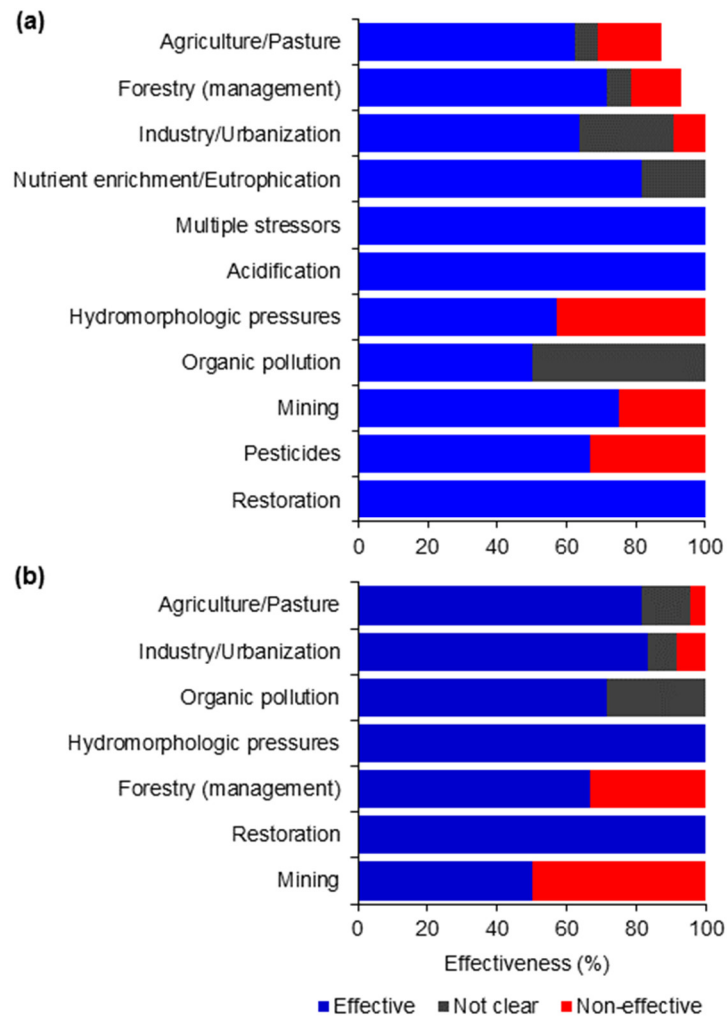 (a)
Agriculture/Pasture
Forestry (management)
Industry/Urbanization
Nutrient enrichment/Eutrophication
Multiple stressors
Acidification
Hydromorphologic pressures
Organic pollution
Mining
Pesticides
Restoration
0 20 40 60 80 100
(b)
Agriculture/Pasture
Industry/Urbanization
Organic pollution
Hydromorphologic pressures
Forestry (management)
Restoration
Mining
0 20 40 60 80 100
Effectiveness (%)
Effective Not clear Non-effective